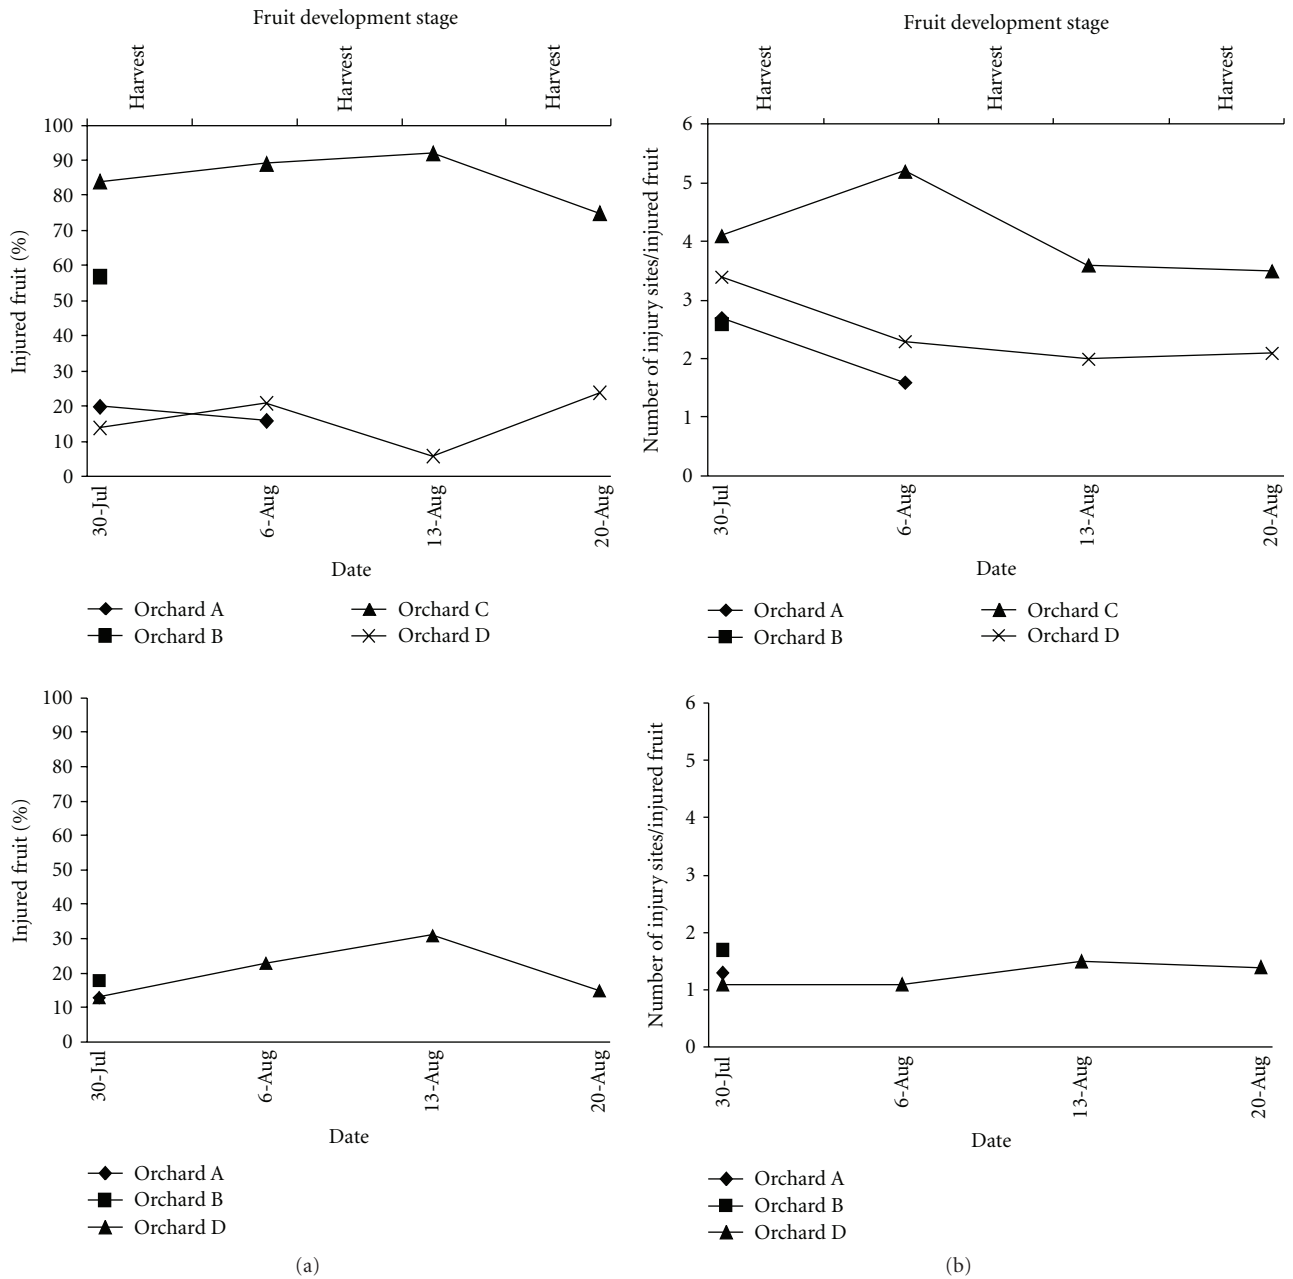 Fruit development stage
Harvest
Harvest
Harvest
100
90
80
70
60
50
40
30
20
10
0
Injured fruit (%)
30-Jul
6-Aug
13-Aug
20-Aug
Date
Orchard A
Orchard C
Orchard B
Orchard D
Fruit development stage
Harvest
Harvest
Harvest
6
5
4
3
2
1
0
Number of injury sites/injured fruit
30-Jul
6-Aug
13-Aug
20-Aug
Date
Orchard A
Orchard C
Orchard B
Orchard D
100
90
80
70
60
50
40
30
20
10
0
Injured fruit (%)
30-Jul
6-Aug
13-Aug
20-Aug
Date
Orchard A
Orchard B
Orchard D
(a)
6
5
4
3
2
1
0
Number of injury sites/injured fruit
30-Jul
6-Aug
13-Aug
20-Aug
Date
Orchard A
Orchard B
Orchard D
(b)